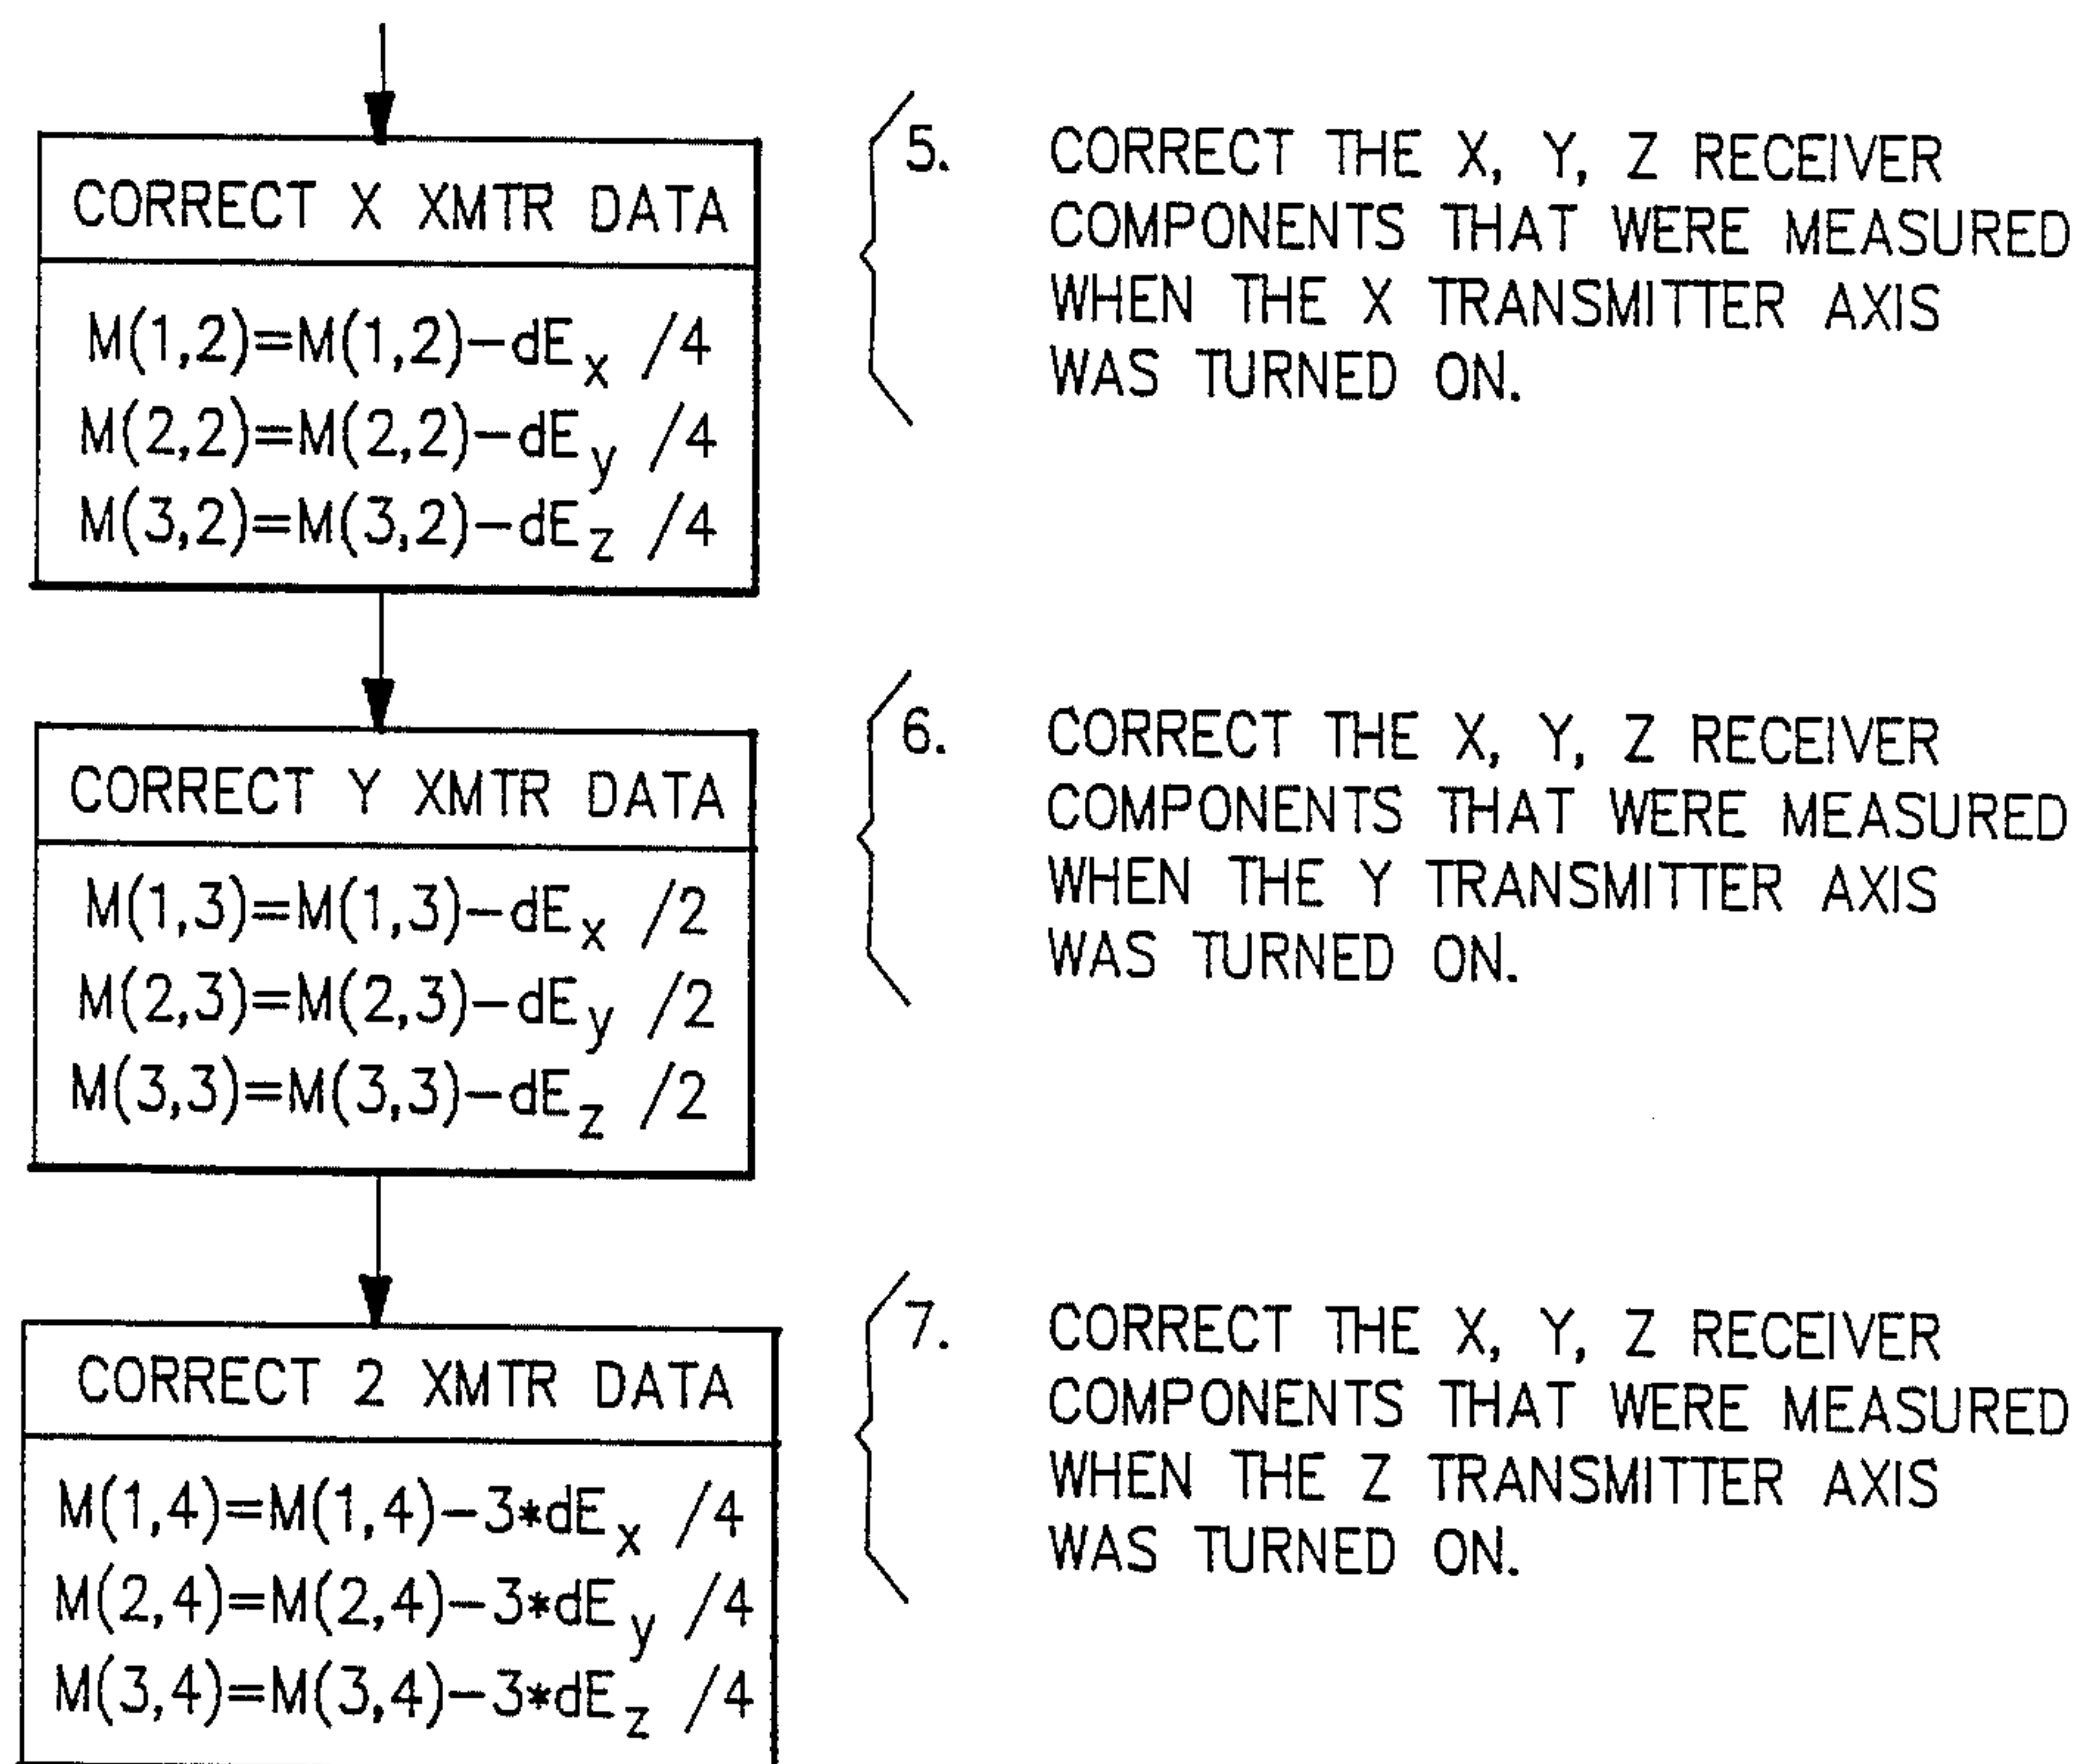 CORRECT X XMTR DATA
M(1,2)=M(1,2)-dEx /4
M(2,2)=M(2,2)-dEy /4
M(3,2)=M(3,2)-dEz /4
5. CORRECT THE X, Y, Z RECEIVER
COMPONENTS THAT WERE MEASURED
WHEN THE X TRANSMITTER AXIS
WAS TURNED ON.
CORRECT Y XMTR DATA
M(1,3)=M(1,3)-dEx /2
M(2,3)=M(2,3)-dEy /2
M(3,3)=M(3,3)-dEz /2
6. CORRECT THE X, Y, Z RECEIVER
COMPONENTS THAT WERE MEASURED
WHEN THE Y TRANSMITTER AXIS
WAS TURNED ON.
CORRECT 2 XMTR DATA
M(1,4)=M(1,4)-3*dEx /4
M(2,4)=M(2,4)-3*dEy /4
M(3,4)=M(3,4)-3*dEz /4
7. CORRECT THE X, Y, Z RECEIVER
COMPONENTS THAT WERE MEASURED
WHEN THE Z TRANSMITTER AXIS
WAS TURNED ON.